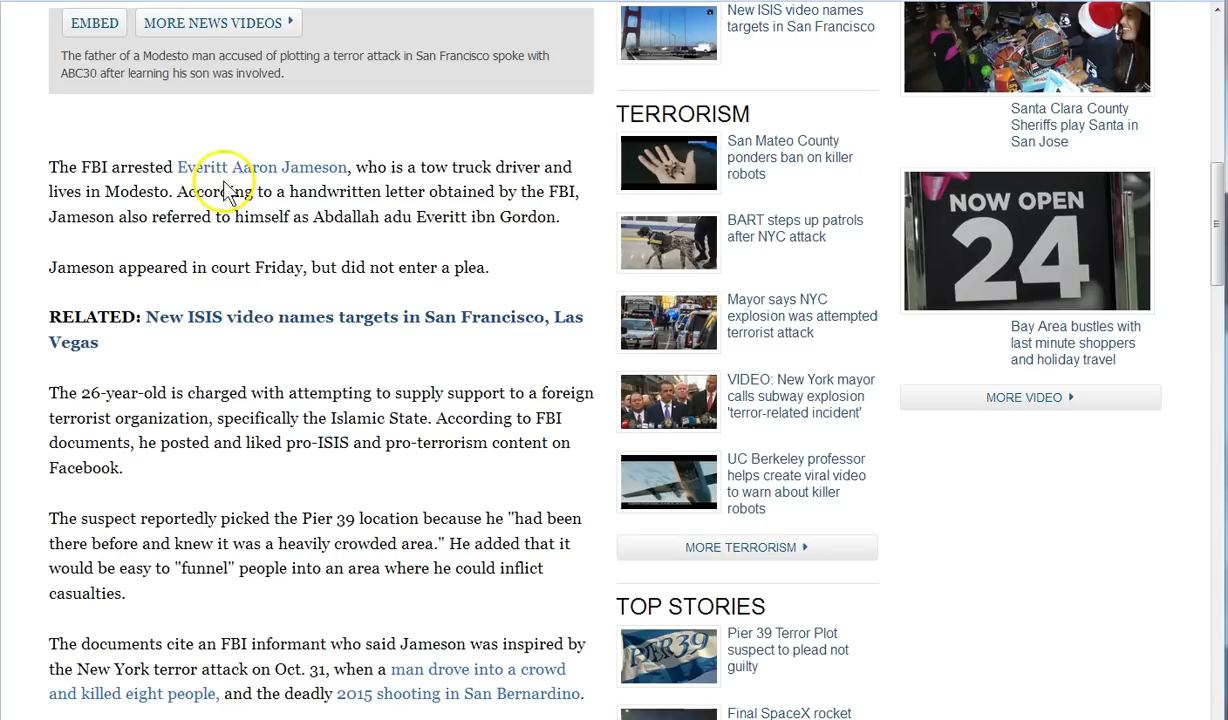 EMBED
MORE NEWS VIDEOS
The father of a Modesto man accused of plotting a terror attack in San Francisco spoke with
ABC30 after learning his son was involved.
The FBI arrested Everitt Aaron Jameson, who is a tow truck driver and
lives in Modesto. According to a handwritten letter obtained by the FBI,
Jameson also referred to himself as Abdallah adu Everitt ibn Gordon.
Jameson appeared in court Friday, but did not enter a plea.
RELATED: New ISIS video names targets in San Francisco, Las
Vegas
The 26-year-old is charged with attempting to supply support to a foreign
terrorist organization, specifically the Islamic State. According to FBI
documents, he posted and liked pro-ISIS and pro-terrorism content on
Facebook.
The suspect reportedly picked the Pier 39 location because he "had been
there before and knew it was a heavily crowded area." He added that it
would be easy to "funnel" people into an area where he could inflict
casualties.
The documents cite an FBI informant who said Jameson was inspired by
the New York terror attack on Oct. 31, when a man drove into a crowd
and killed eight people, and the deadly 2015 shooting in San Bernardino.
New ISIS video names
targets in San Francisco
TERRORISM
San Mateo County
ponders ban on killer
robots
BART steps up patrols
after NYC attack
Mayor says NYC
explosion was attempted
terrorist attack
VIDEO: New York mayor
calls subway explosion
'terror-related incident'
UC Berkeley professor
helps create viral video
to warn about killer
robots
MORE TERRORISM
TOP STORIES
PIER 39
Pier 39 Terror Plot
suspect to plead not
guilty
Final SpaceX rocket
Santa Clara County
Sheriffs play Santa in
San Jose
NOW OPEN
24
Bay Area bustles with
last minute shoppers
and holiday travel
MORE VIDEO